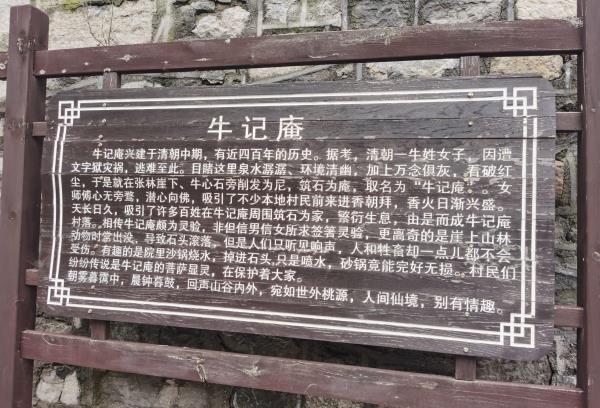 牛记庵
牛记庵兴建于清朝中期，有近四百年的历史。据考，清朝一牛姓女子，因遭
文字狱灾祸，逃难至此。目睹这里泉水潺潺、环境清幽，加上万念俱灰，看破红
尘，于是就在张林崖下、牛心石旁削发为尼，筑石为庵，取名为“牛记庵”。女
师傅心无旁骛，潜心向佛，吸引了不少本地村民前来进香朝拜，香火日渐兴盛。
天长日久，吸引了许多百姓在牛记庵周围筑石为家，繁衍生息，由是而成牛记庵
村落。相传牛记庵颇为灵验，非但信男信女所求签著灵验，更离奇的是崖上山林
动物时常出没，导致石头滚落，但是人们只听见响声，人和牲畜却一点儿都不会
受伤。有趣的是院里沙锅烧水，掉进石头，只是喷水，砂锅竟能完好无损。村民们
纷纷传说是牛记庵的菩萨显灵，在保护着大家。
朝雾暮霭中，晨钟暮鼓，回声山谷内外，宛如世外桃源，人间仙境，别有情趣。